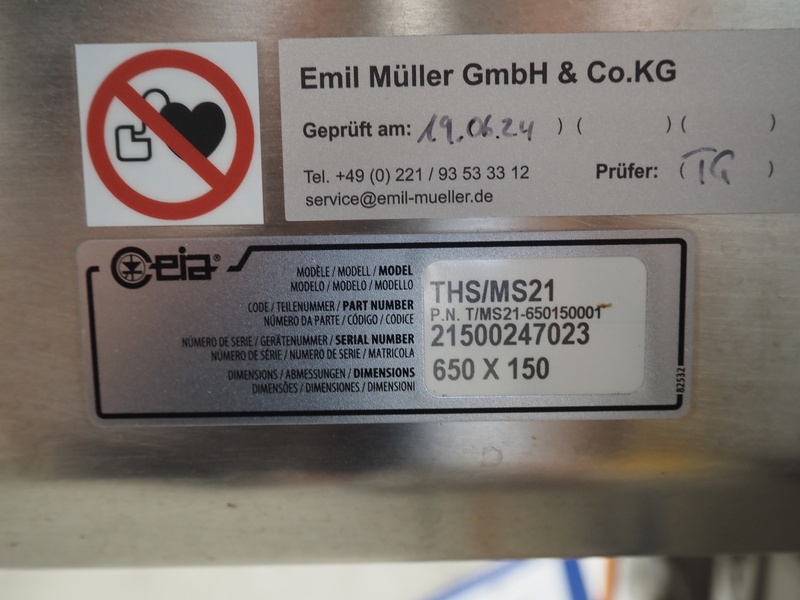 Emil Müller GmbH & Co.KG
Geprüft am: 19.06.24 ) ( ) ( )
Tel. +49 (0) 221 / 93 53 33 12
Prüfer: ( TG )
service@emil-mueller.de
Ceia®
MODÈLE / MODELL / MODEL
MODELO / MODELO / MODELLO
THS/MS21
CODE / TEILENUMMER / PART NUMBER
NÚMERO DA PARTE / CÓDIGO / CODICE
P.N. T/MS21-650150001
NÚMERO DE SERIE / GERÄTENUMMER / SERIAL NUMBER
NÚMERO DE SÉRIE / NUMERO DE SERIE / MATRICOLA
21500247023
DIMENSIONS / ABMESSUNGEN / DIMENSIONS
DIMENSÕES / DIMENSIONES / DIMENSIONI
650 X 150
82532